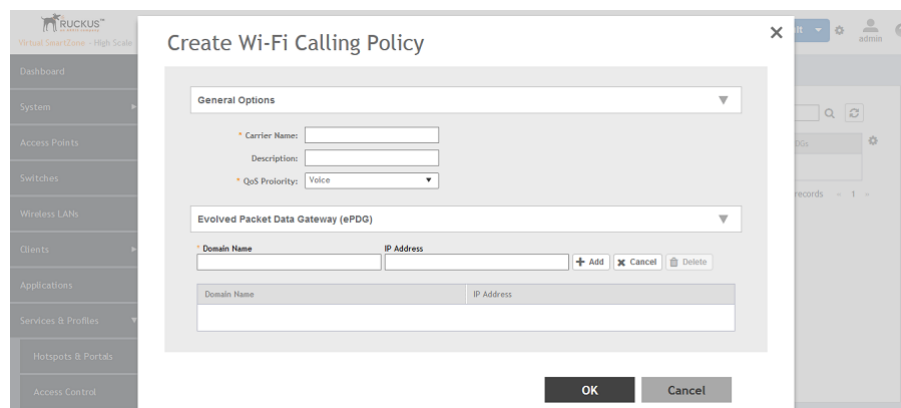 RUCKUS™
Virtual SmartZone - High Scale
admin
Create Wi-Fi Calling Policy
Dashboard
System
Access Points
Switches
Wireless LANs
Clients
Applications
Services & Profiles
Hotspots & Portals
Access Control
General Options
* Carrier Name:
Description:
* QoS Proiority: Voice
Evolved Packet Data Gateway (ePDG)
* Domain Name IP Address
Add Cancel Delete
Domain Name IP Address
OK Cancel
records 1